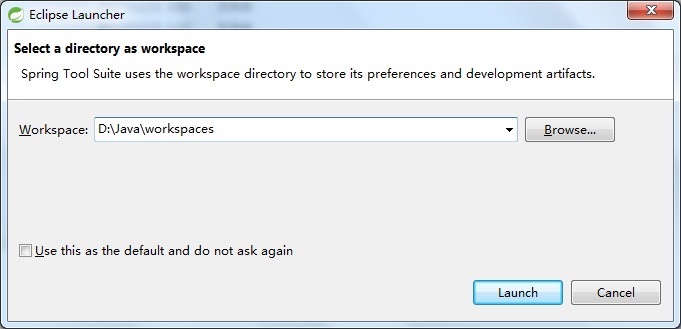 Eclipse Launcher
Select a directory as workspace
Spring Tool Suite uses the workspace directory to store its preferences and development artifacts.
Workspace: D:\Java\workspaces Browse...
Use this as the default and do not ask again
Launch Cancel